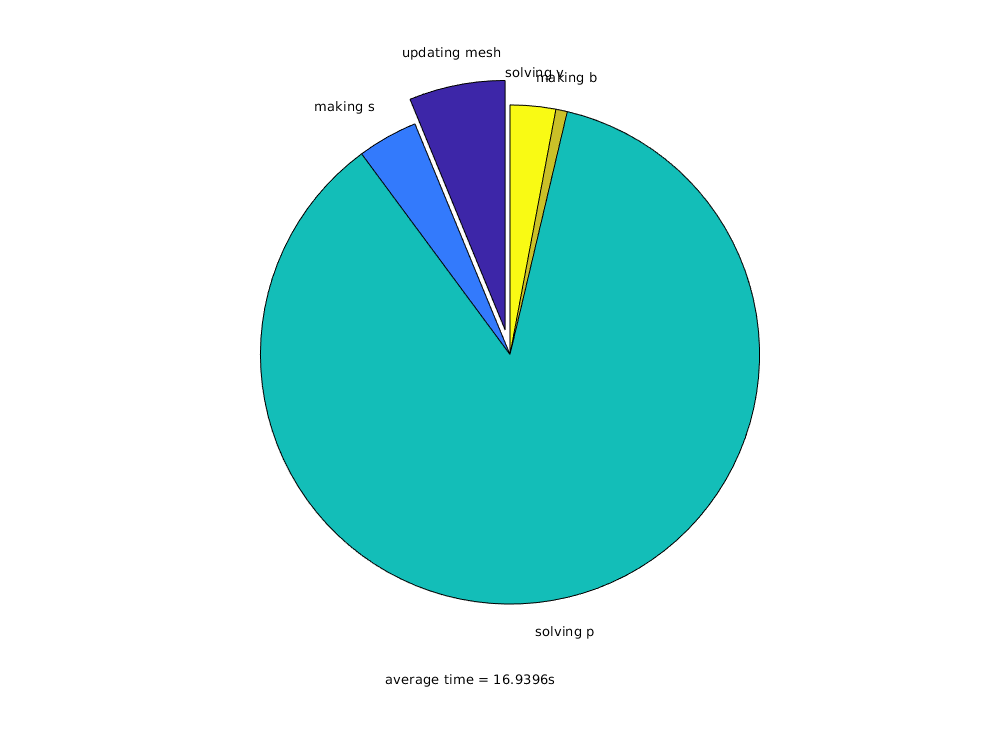 updating mesh
solving v
making b
making s
solving p
average time = 16.9396s